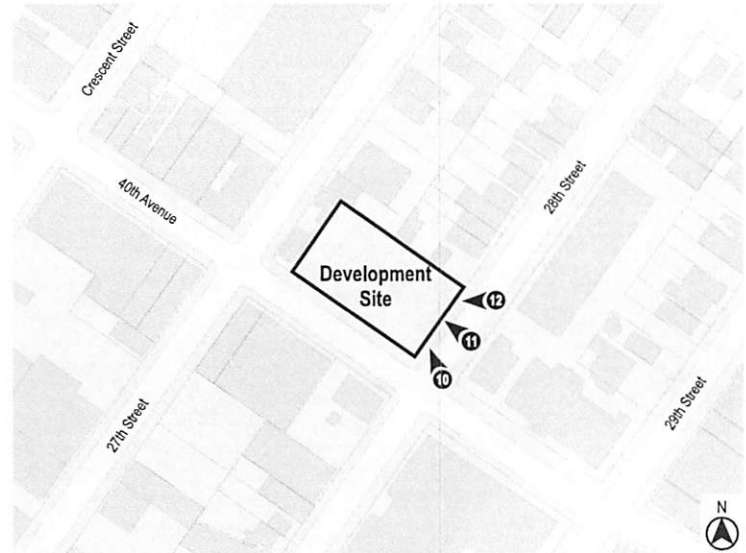 Crescent Street
40th Avenue
28th Street
Development
Site
12
11
10
27th Street
29th Street
N